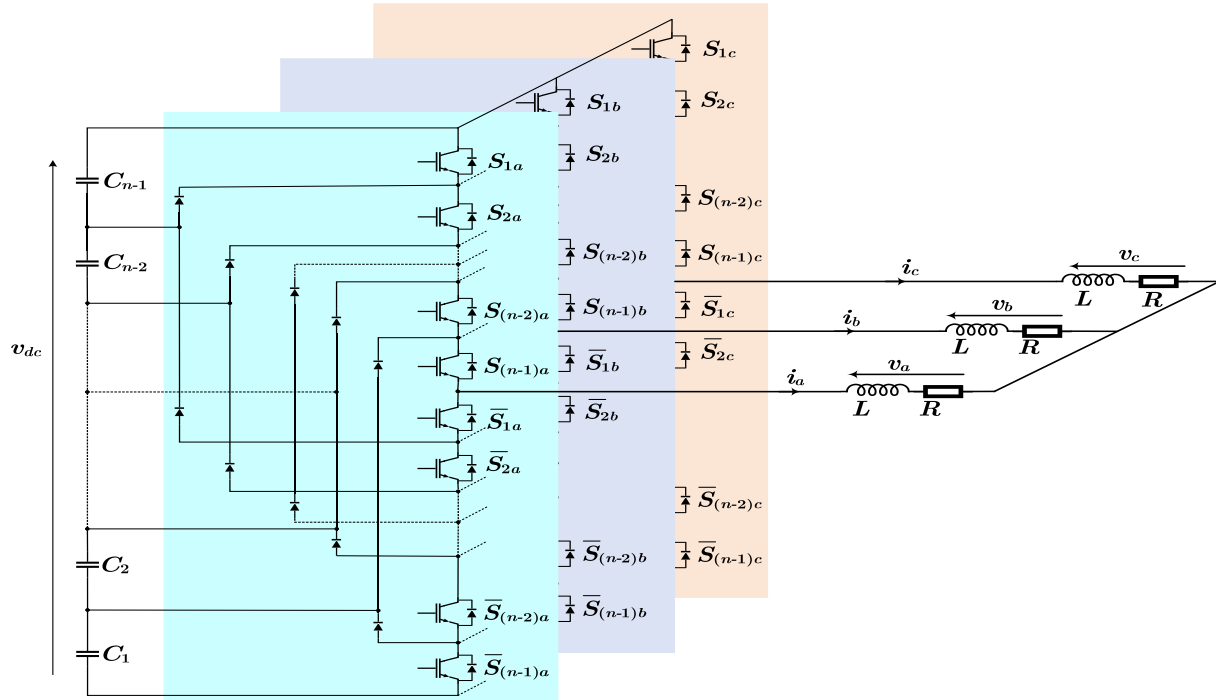 S1c
S1b
S2c
S1a
S2b
Cn-1
S(n-2)c
S2a
S(n-2)b
S(n-1)c
Cn-2
vc
ic
L
R
S(n-2)a
S(n-1)b
S̅1c
vb
ib
L
R
vdc
S(n-1)a
S̅1b
S̅2c
va
ia
L
R
S̅1a
S̅2b
S̅2a
S̅(n-2)c
C2
S̅(n-2)b
S̅(n-1)c
S̅(n-2)a
S̅(n-1)b
C1
S̅(n-1)a